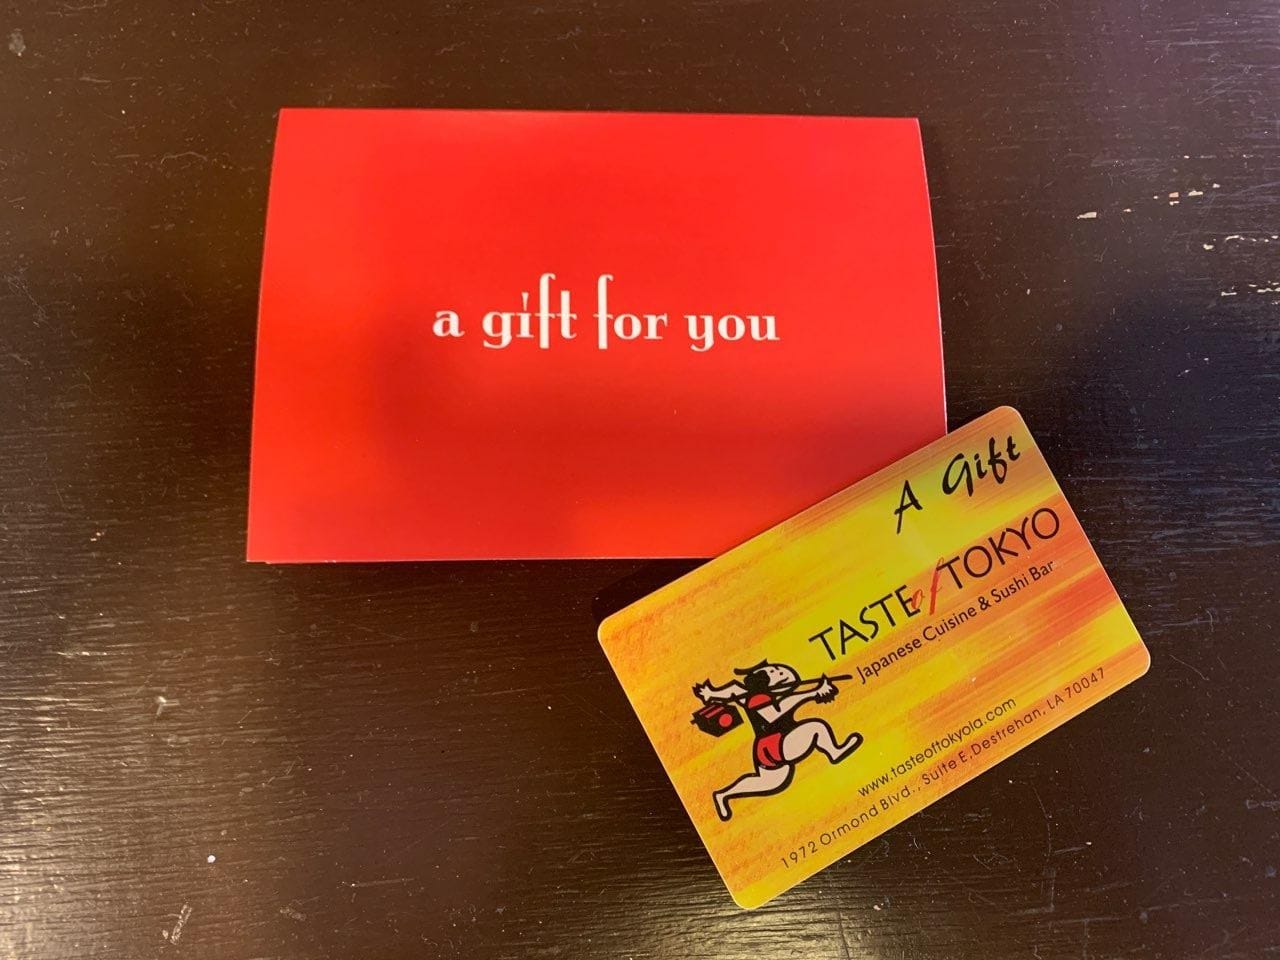 a gift for you
A Gift
TASTE of TOKYO
Japanese Cuisine & Sushi Bar
www.tasteoftokyola.com
1972 Ormond Blvd., Suite E, Destrehan, LA 70047